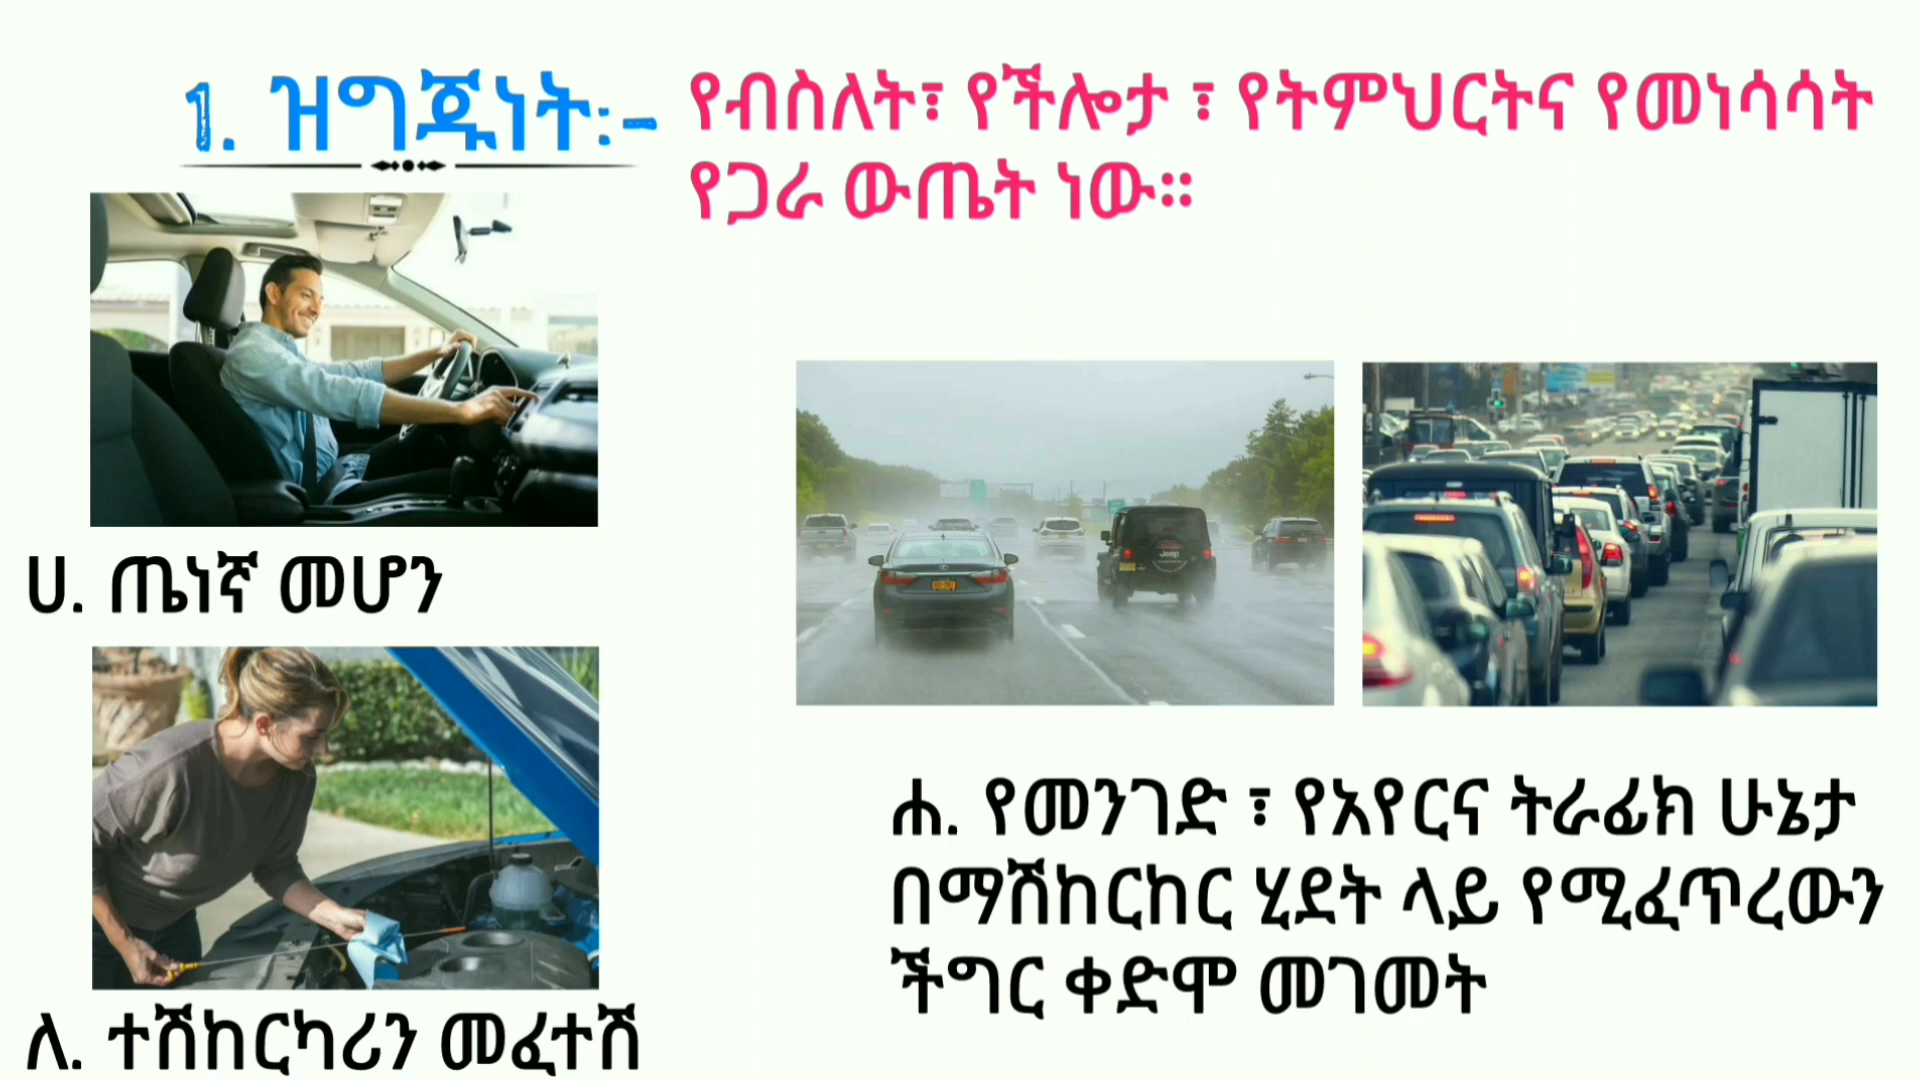 1. ዝግጁነት:-
የብስለት፣ የችሎታ ፣ የትምህርትና የመነሳሳት
የጋራ ውጤት ነው።
ሀ. ጤነኛ መሆን
ለ. ተሽከርካሪን መፈተሽ
Jeep
ሐ. የመንገድ ፣ የአየርና ትራፊክ ሁኔታ
በማሽከርከር ሂደት ላይ የሚፈጥረውን
ችግር ቀድሞ መገመት